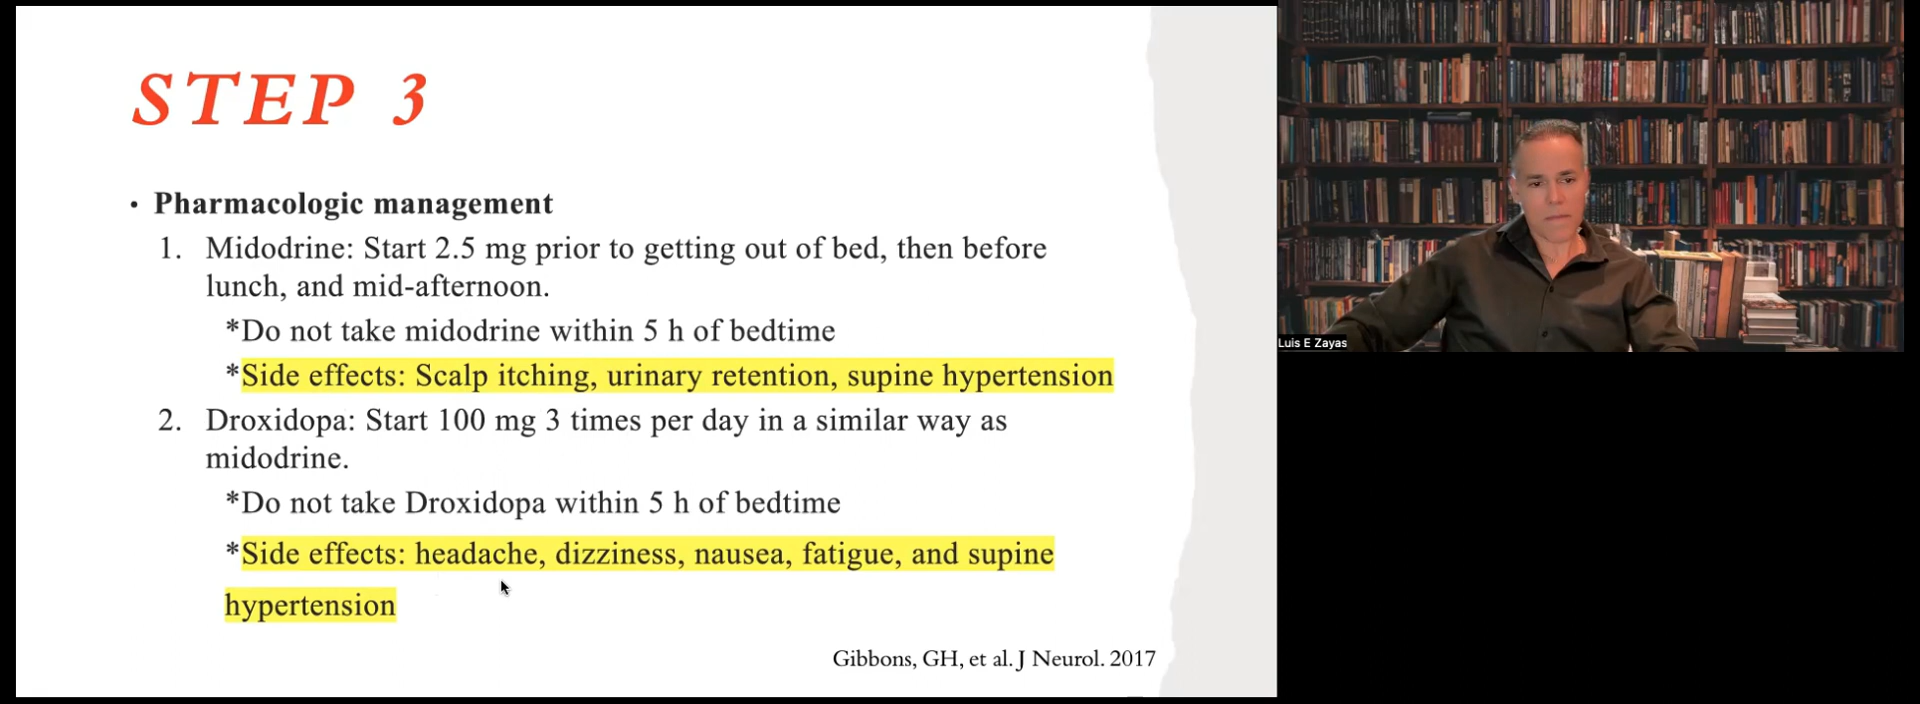 STEP 3
• Pharmacologic management
1. Midodrine: Start 2.5 mg prior to getting out of bed, then before
lunch, and mid-afternoon.
*Do not take midodrine within 5 h of bedtime
*Side effects: Scalp itching, urinary retention, supine hypertension
2. Droxidopa: Start 100 mg 3 times per day in a similar way as
midodrine.
*Do not take Droxidopa within 5 h of bedtime
*Side effects: headache, dizziness, nausea, fatigue, and supine
hypertension
Gibbons, GH, et al. J Neurol. 2017
Luis E Zayas